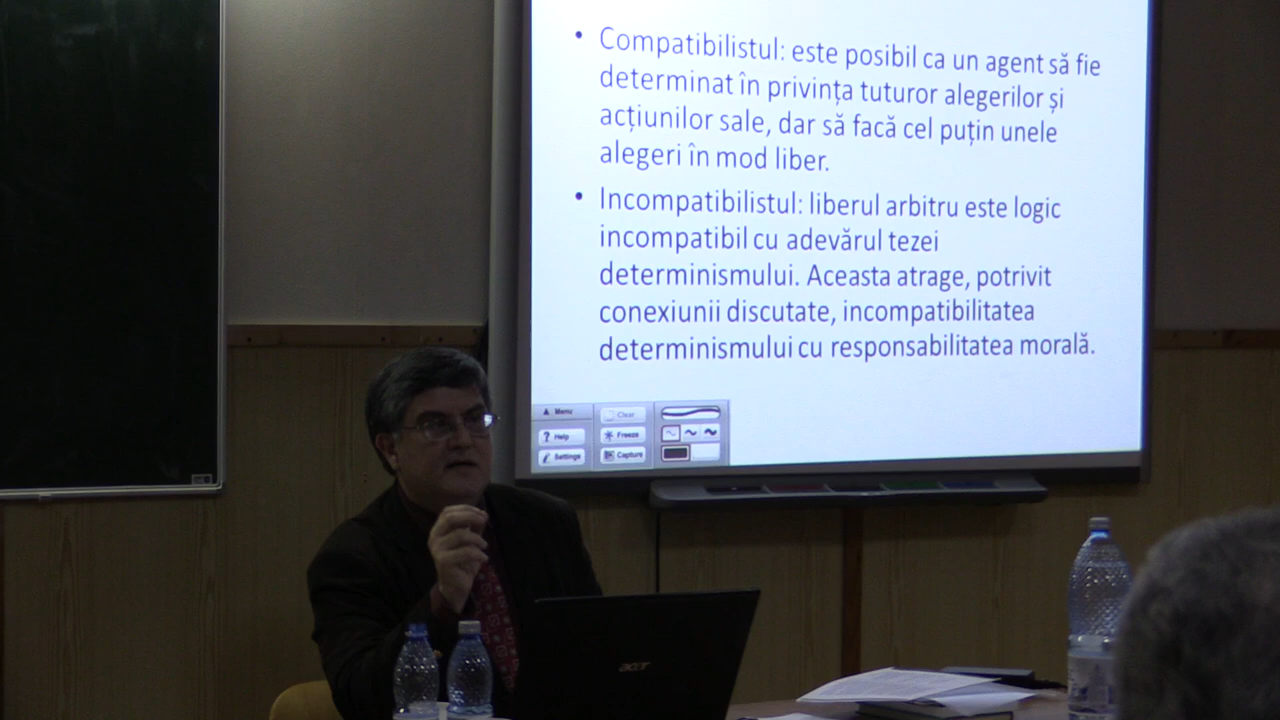 • Compatibilistul: este posibil ca un agent să fie
determinat în privința tuturor alegerilor și
acțiunilor sale, dar să facă cel puțin unele
alegeri în mod liber.
• Incompatibilistul: liberul arbitru este logic
incompatibil cu adevărul tezei
determinismului. Aceasta atrage, potrivit
conexiunii discutate, incompatibilitatea
determinismului cu responsabilitatea morală.
Menu
Clear
? Help
Freeze
Settings
Capture
acer